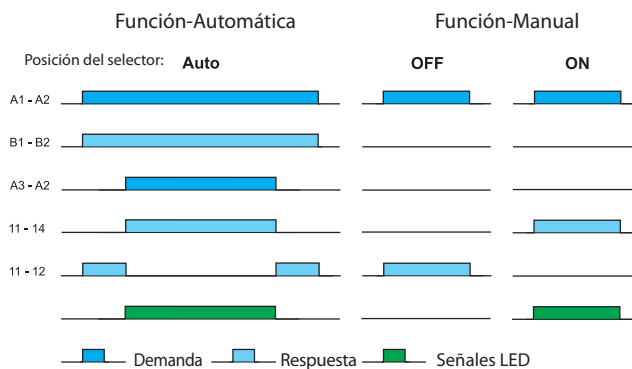 Función-Automática Función-Manual
Posición del selector: Auto OFF ON
A1 - A2
B1 - B2
A3 - A2
11 - 14
11 - 12
Demanda Respuesta Señales LED